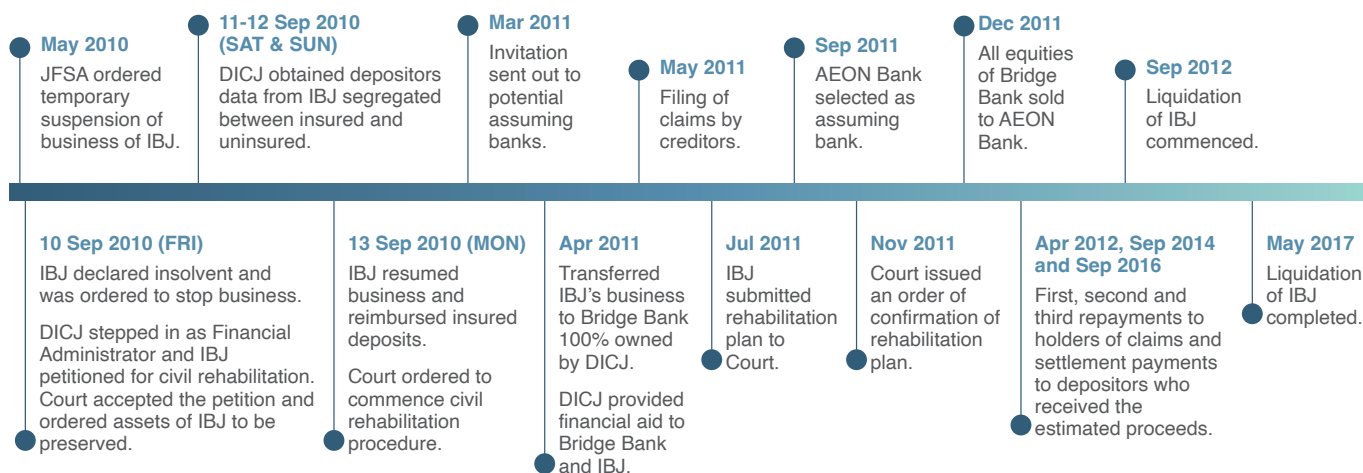 May 2010
JFSA ordered
temporary
suspension of
business of IBJ.
11-12 Sep 2010
(SAT & SUN)
DICJ obtained depositors
data from IBJ segregated
between insured and
uninsured.
Mar 2011
Invitation
sent out to
potential
assuming
banks.
May 2011
Filing of
claims by
creditors.
Sep 2011
AEON Bank
selected as
assuming
bank.
Dec 2011
All equities
of Bridge
Bank sold
to AEON
Bank.
Sep 2012
Liquidation
of IBJ
commenced.
10 Sep 2010 (FRI)
IBJ declared insolvent and
was ordered to stop business.
DICJ stepped in as Financial
Administrator and IBJ
petitioned for civil rehabilitation.
Court accepted the petition and
ordered assets of IBJ to be
preserved.
13 Sep 2010 (MON)
IBJ resumed
business and
reimbursed insured
deposits.
Court ordered to
commence civil
rehabilitation
procedure.
Apr 2011
Transferred
IBJ's business
to Bridge Bank
100% owned
by DICJ.
DICJ provided
financial aid to
Bridge Bank
and IBJ.
Jul 2011
IBJ
submitted
rehabilitation
plan to
Court.
Nov 2011
Court issued
an order of
confirmation of
rehabilitation
plan.
Apr 2012, Sep 2014
and Sep 2016
First, second and
third repayments to
holders of claims and
settlement payments
to depositors who
received the
estimated proceeds.
May 2017
Liquidation
of IBJ
completed.